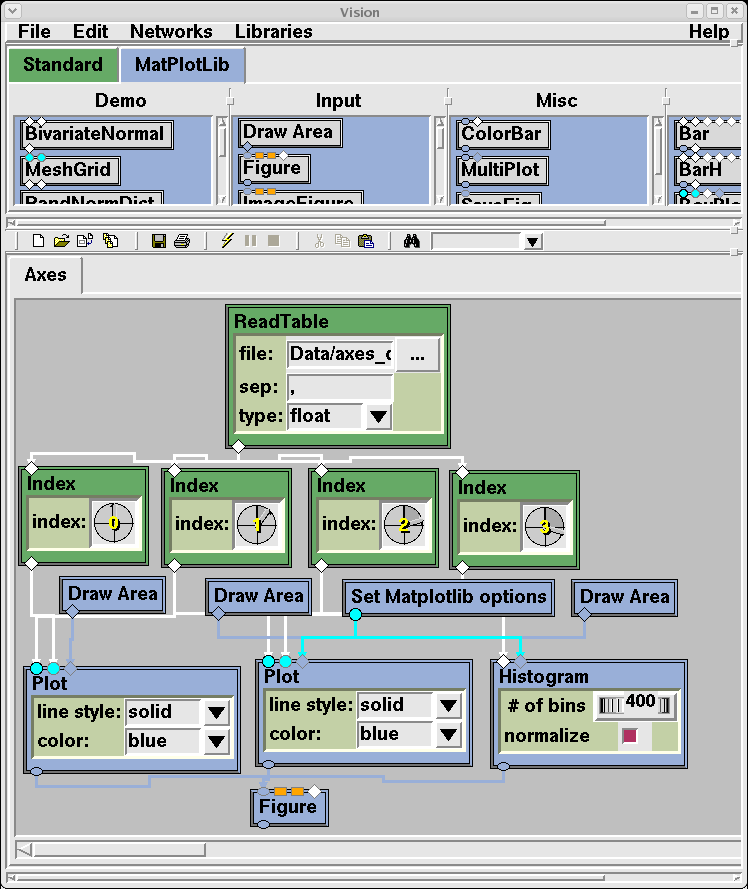 Vision
File Edit Networks Libraries Help
Standard MatPlotLib
Demo Input Misc
BivariateNormal Draw Area ColorBar Bar
MeshGrid Figure MultiPlot BarH
RandNormDist ImageFigure SaveFig BoxPlo
Axes
ReadTable
file: Data/axes_d ...
sep: ,
type: float
Index Index Index Index
index: 0 index: 1 index: 2 index: 3
Draw Area Draw Area Set Matplotlib options Draw Area
Plot Plot Histogram
line style: solid line style: solid # of bins 400
color: blue color: blue normalize
Figure